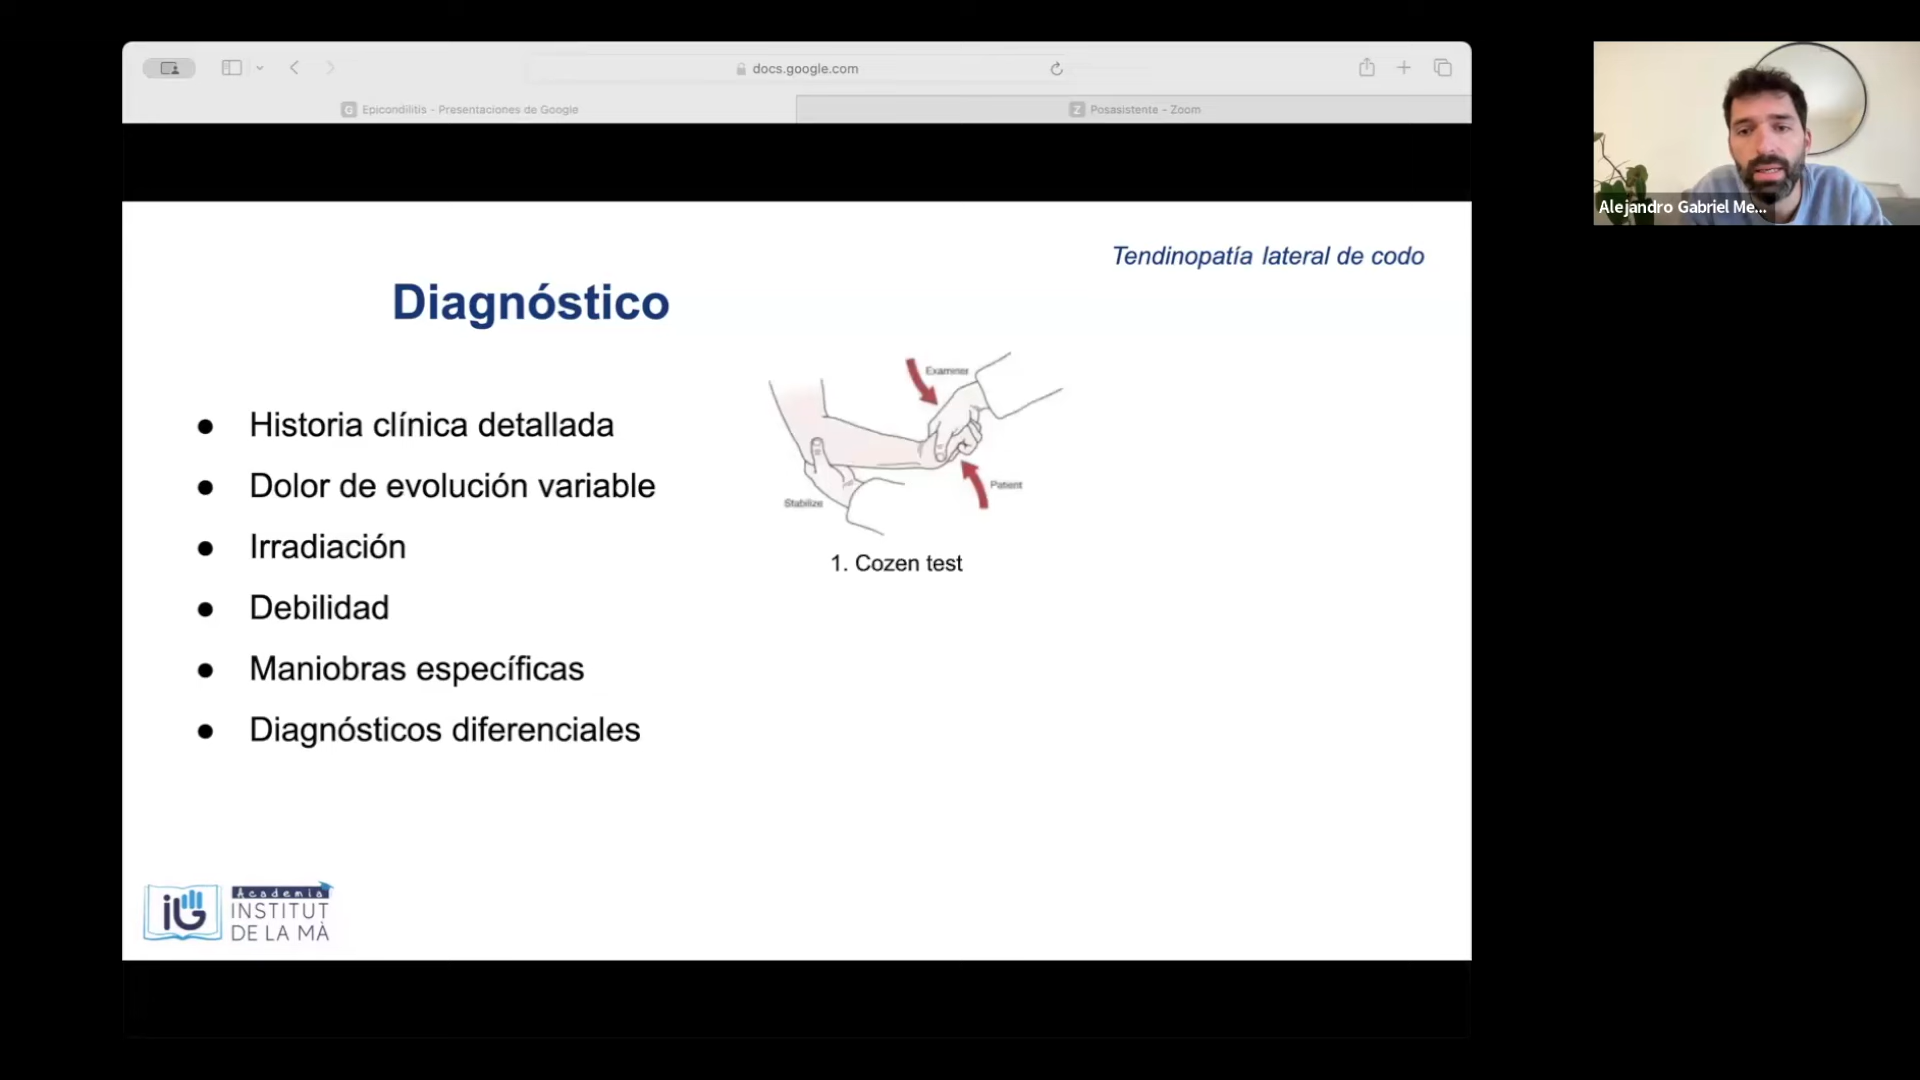 docs.google.com
Epicondilitis - Presentaciones de Google
Posasistente - Zoom
Alejandro Gabriel Me...
Tendinopatía lateral de codo
Diagnóstico
● Historia clínica detallada
● Dolor de evolución variable
● Irradiación
● Debilidad
● Maniobras específicas
● Diagnósticos diferenciales
Examiner
Patient
Stabilize
1. Cozen test
iG
Academia
INSTITUT
DE LA MÀ